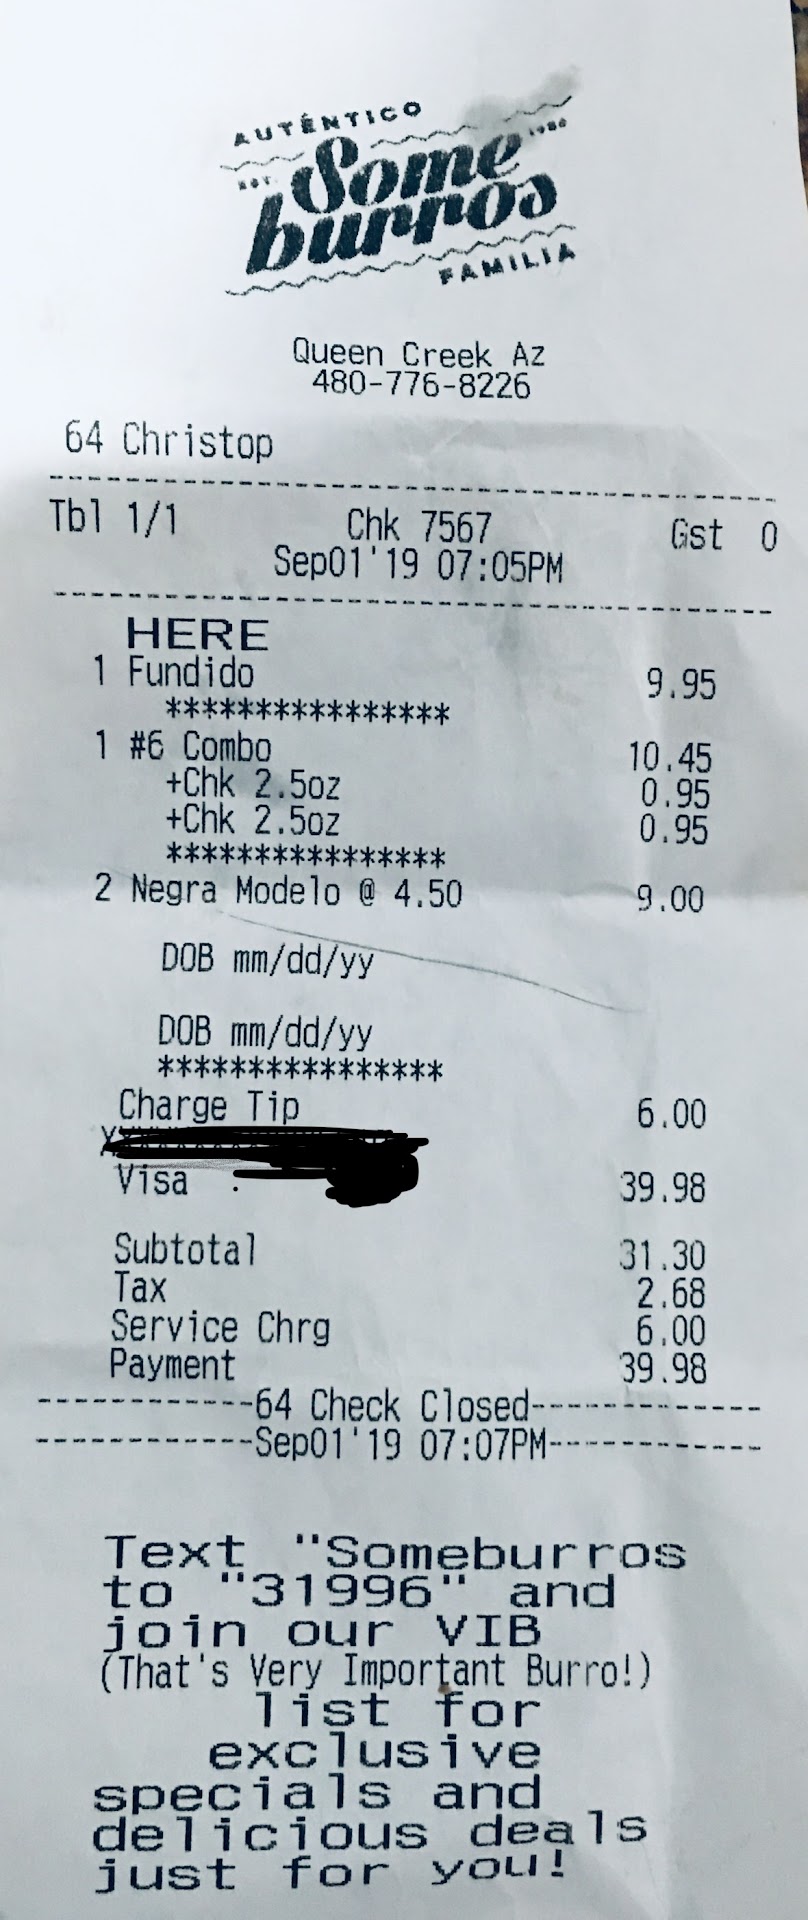 AUTÉNTICO
EST. 1986
Some
burros
FAMILIA
Queen Creek Az
480-776-8226
64 Christop
--------------------------------
Tbl 1/1 Chk 7567 Gst 0
Sep01'19 07:05PM
--------------------------------
HERE
1 Fundido 9.95
****************
1 #6 Combo 10.45
+Chk 2.5oz 0.95
+Chk 2.5oz 0.95
****************
2 Negra Modelo @ 4.50 9.00
DOB mm/dd/yy
DOB mm/dd/yy
****************
Charge Tip 6.00
Visa 39.98
Subtotal 31.30
Tax 2.68
Service Chrg 6.00
Payment 39.98
------------64 Check Closed-------------
------------Sep01'19 07:07PM------------
Text "Someburros
to "31996" and
join our VIB
(That's Very Important Burro!)
list for
exclusive
specials and
delicious deals
just for you!